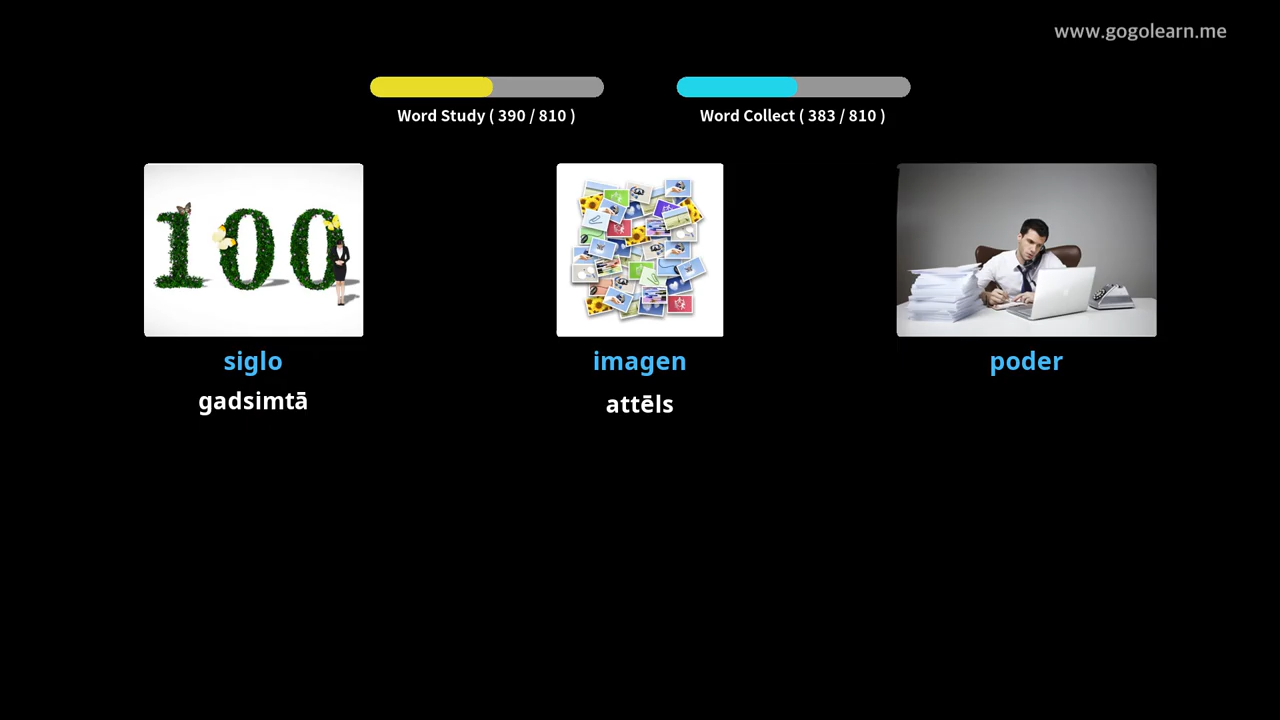 www.gogolearn.me
Word Study ( 390 / 810 )
Word Collect ( 383 / 810 )
100
siglo
imagen
poder
gadsimtā
attēls